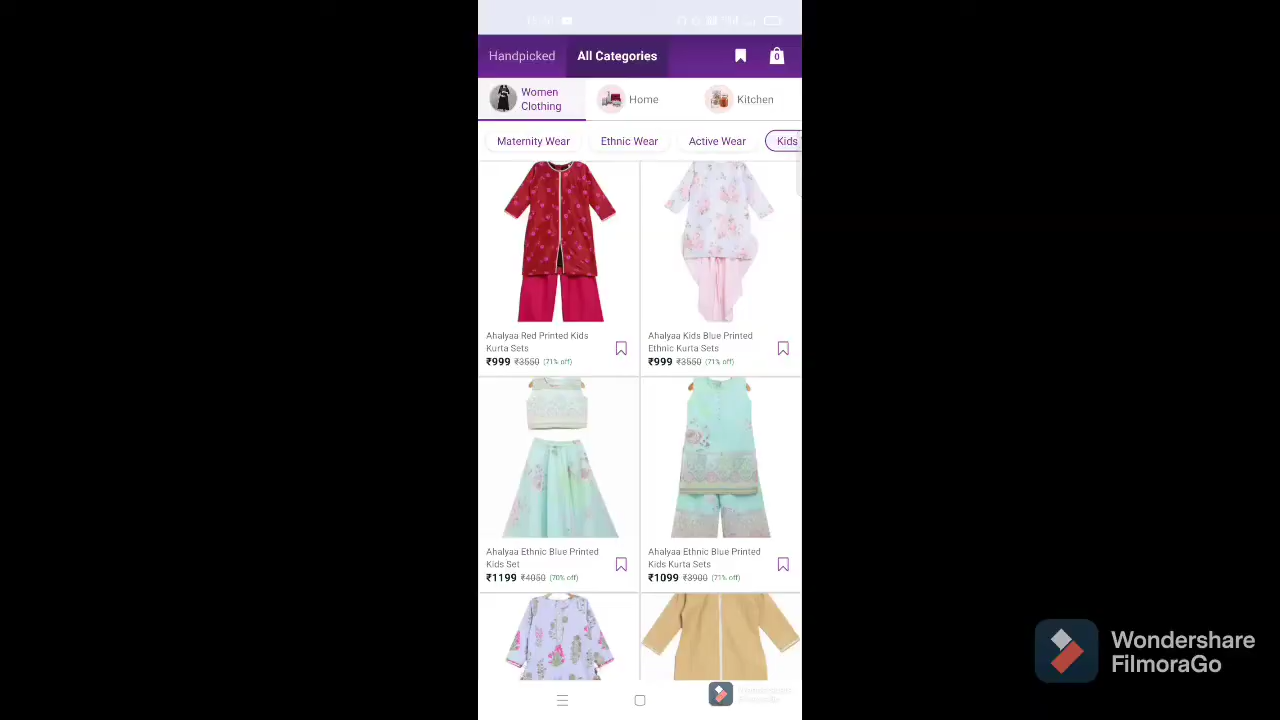 Handpicked
All Categories
0
Women
Clothing
Home
Kitchen
Maternity Wear
Ethnic Wear
Active Wear
Kids
Ahalyaa Red Printed Kids
Kurta Sets
₹999 ₹3550 (71% off)
Ahalyaa Kids Blue Printed
Ethnic Kurta Sets
₹999 ₹3550 (71% off)
Ahalyaa Ethnic Blue Printed
Kids Set
₹1199 ₹4050 (70% off)
Ahalyaa Ethnic Blue Printed
Kids Kurta Sets
₹1099 ₹3900 (71% off)
Wondershare
FilmoraGo